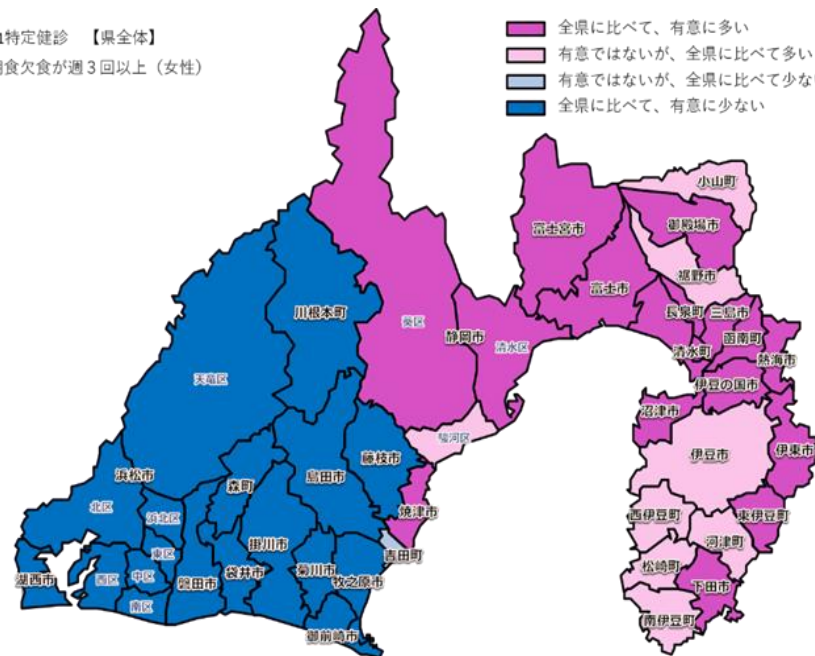 特定健診 【県全体】
食欠食が週３回以上（女性）
全県に比べて、有意に多い
有意ではないが、全県に比べて多い
有意ではないが、全県に比べて少な
全県に比べて、有意に少ない
小山町
御殿場市
富士宮市
裾野市
富士市
長泉町
三島市
川根本町
葵区
静岡市
清水区
函南町
清水町
熱海市
天竜区
伊豆の国市
沼津市
駿河区
藤枝市
伊豆市
伊東市
浜松市
島田市
森町
北区
焼津市
西伊豆町
東伊豆町
浜北区
掛川市
河津町
東区
吉田町
湖西市
西区
中区
磐田市
袋井市
菊川市
牧之原市
松崎町
下田市
南区
南伊豆町
御前崎市